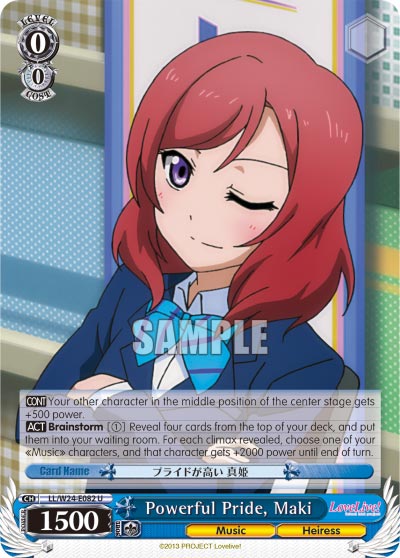 LEVEL
0
0
COST
SAMPLE
CONT Your other character in the middle position of the center stage gets
+500 power.
ACT Brainstorm [①] Reveal four cards from the top of your deck, and put
them into your waiting room. For each climax revealed, choose one of your
«Music» characters, and that character gets +2000 power until end of turn.
Card Name プライドが高い 真姫
CH LL/W24-E082 U
POWER 1500 SOUL Powerful Pride, Maki LoveLive!
Music Heiress
©2013 PROJECT Lovelive!